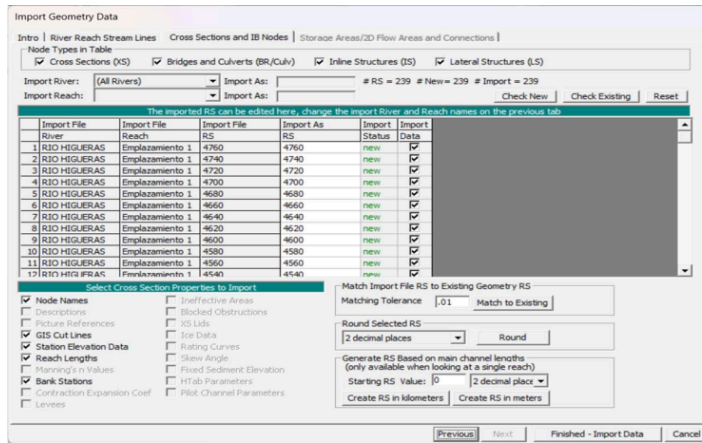 Import Geometry Data
Intro River Reach Stream Lines Cross Sections and IB Nodes Storage Areas/2D Flow Areas and Connections
Node Types in Table
Cross Sections (XS) Bridges and Culverts (BR/Culv) Inline Structures (IS) Lateral Structures (LS)
Import River: (All Rivers) Import As: # RS = 239 # New= 239 # Import = 239
Import Reach: Import As: Check New Check Existing Reset
The imported RS can be edited here, change the import River and Reach names on the previous tab
Import File Import File Import File Import As Import Import
River Reach RS RS Status Data
1 RIO HIGUERAS Emplazamiento 1 4760 4760 new
2 RIO HIGUERAS Emplazamiento 1 4740 4740 new
3 RIO HIGUERAS Emplazamiento 1 4720 4720 new
4 RIO HIGUERAS Emplazamiento 1 4700 4700 new
5 RIO HIGUERAS Emplazamiento 1 4680 4680 new
6 RIO HIGUERAS Emplazamiento 1 4660 4660 new
7 RIO HIGUERAS Emplazamiento 1 4640 4640 new
8 RIO HIGUERAS Emplazamiento 1 4620 4620 new
9 RIO HIGUERAS Emplazamiento 1 4600 4600 new
10 RIO HIGUERAS Emplazamiento 1 4580 4580 new
11 RIO HIGUERAS Emplazamiento 1 4560 4560 new
12 RIO HIGUERAS Emplazamiento 1 4540 4540 new
Select Cross Section Properties to Import
Node Names Ineffective Areas
Descriptions Blocked Obstructions
Picture References XS Lids
GIS Cut Lines Ice Data
Station Elevation Data Rating Curves
Reach Lengths Skew Angle
Manning's n Values Fixed Sediment Elevation
Bank Stations HTab Parameters
Contraction Expansion Coef Pilot Channel Parameters
Levees
Match Import File RS to Existing Geometry RS
Matching Tolerance .01 Match to Existing
Round Selected RS
2 decimal places Round
Generate RS Based on main channel lengths
(only available when looking at a single reach)
Starting RS Value: 0 2 decimal place
Create RS in kilometers Create RS in meters
Previous Next Finished - Import Data Cancel